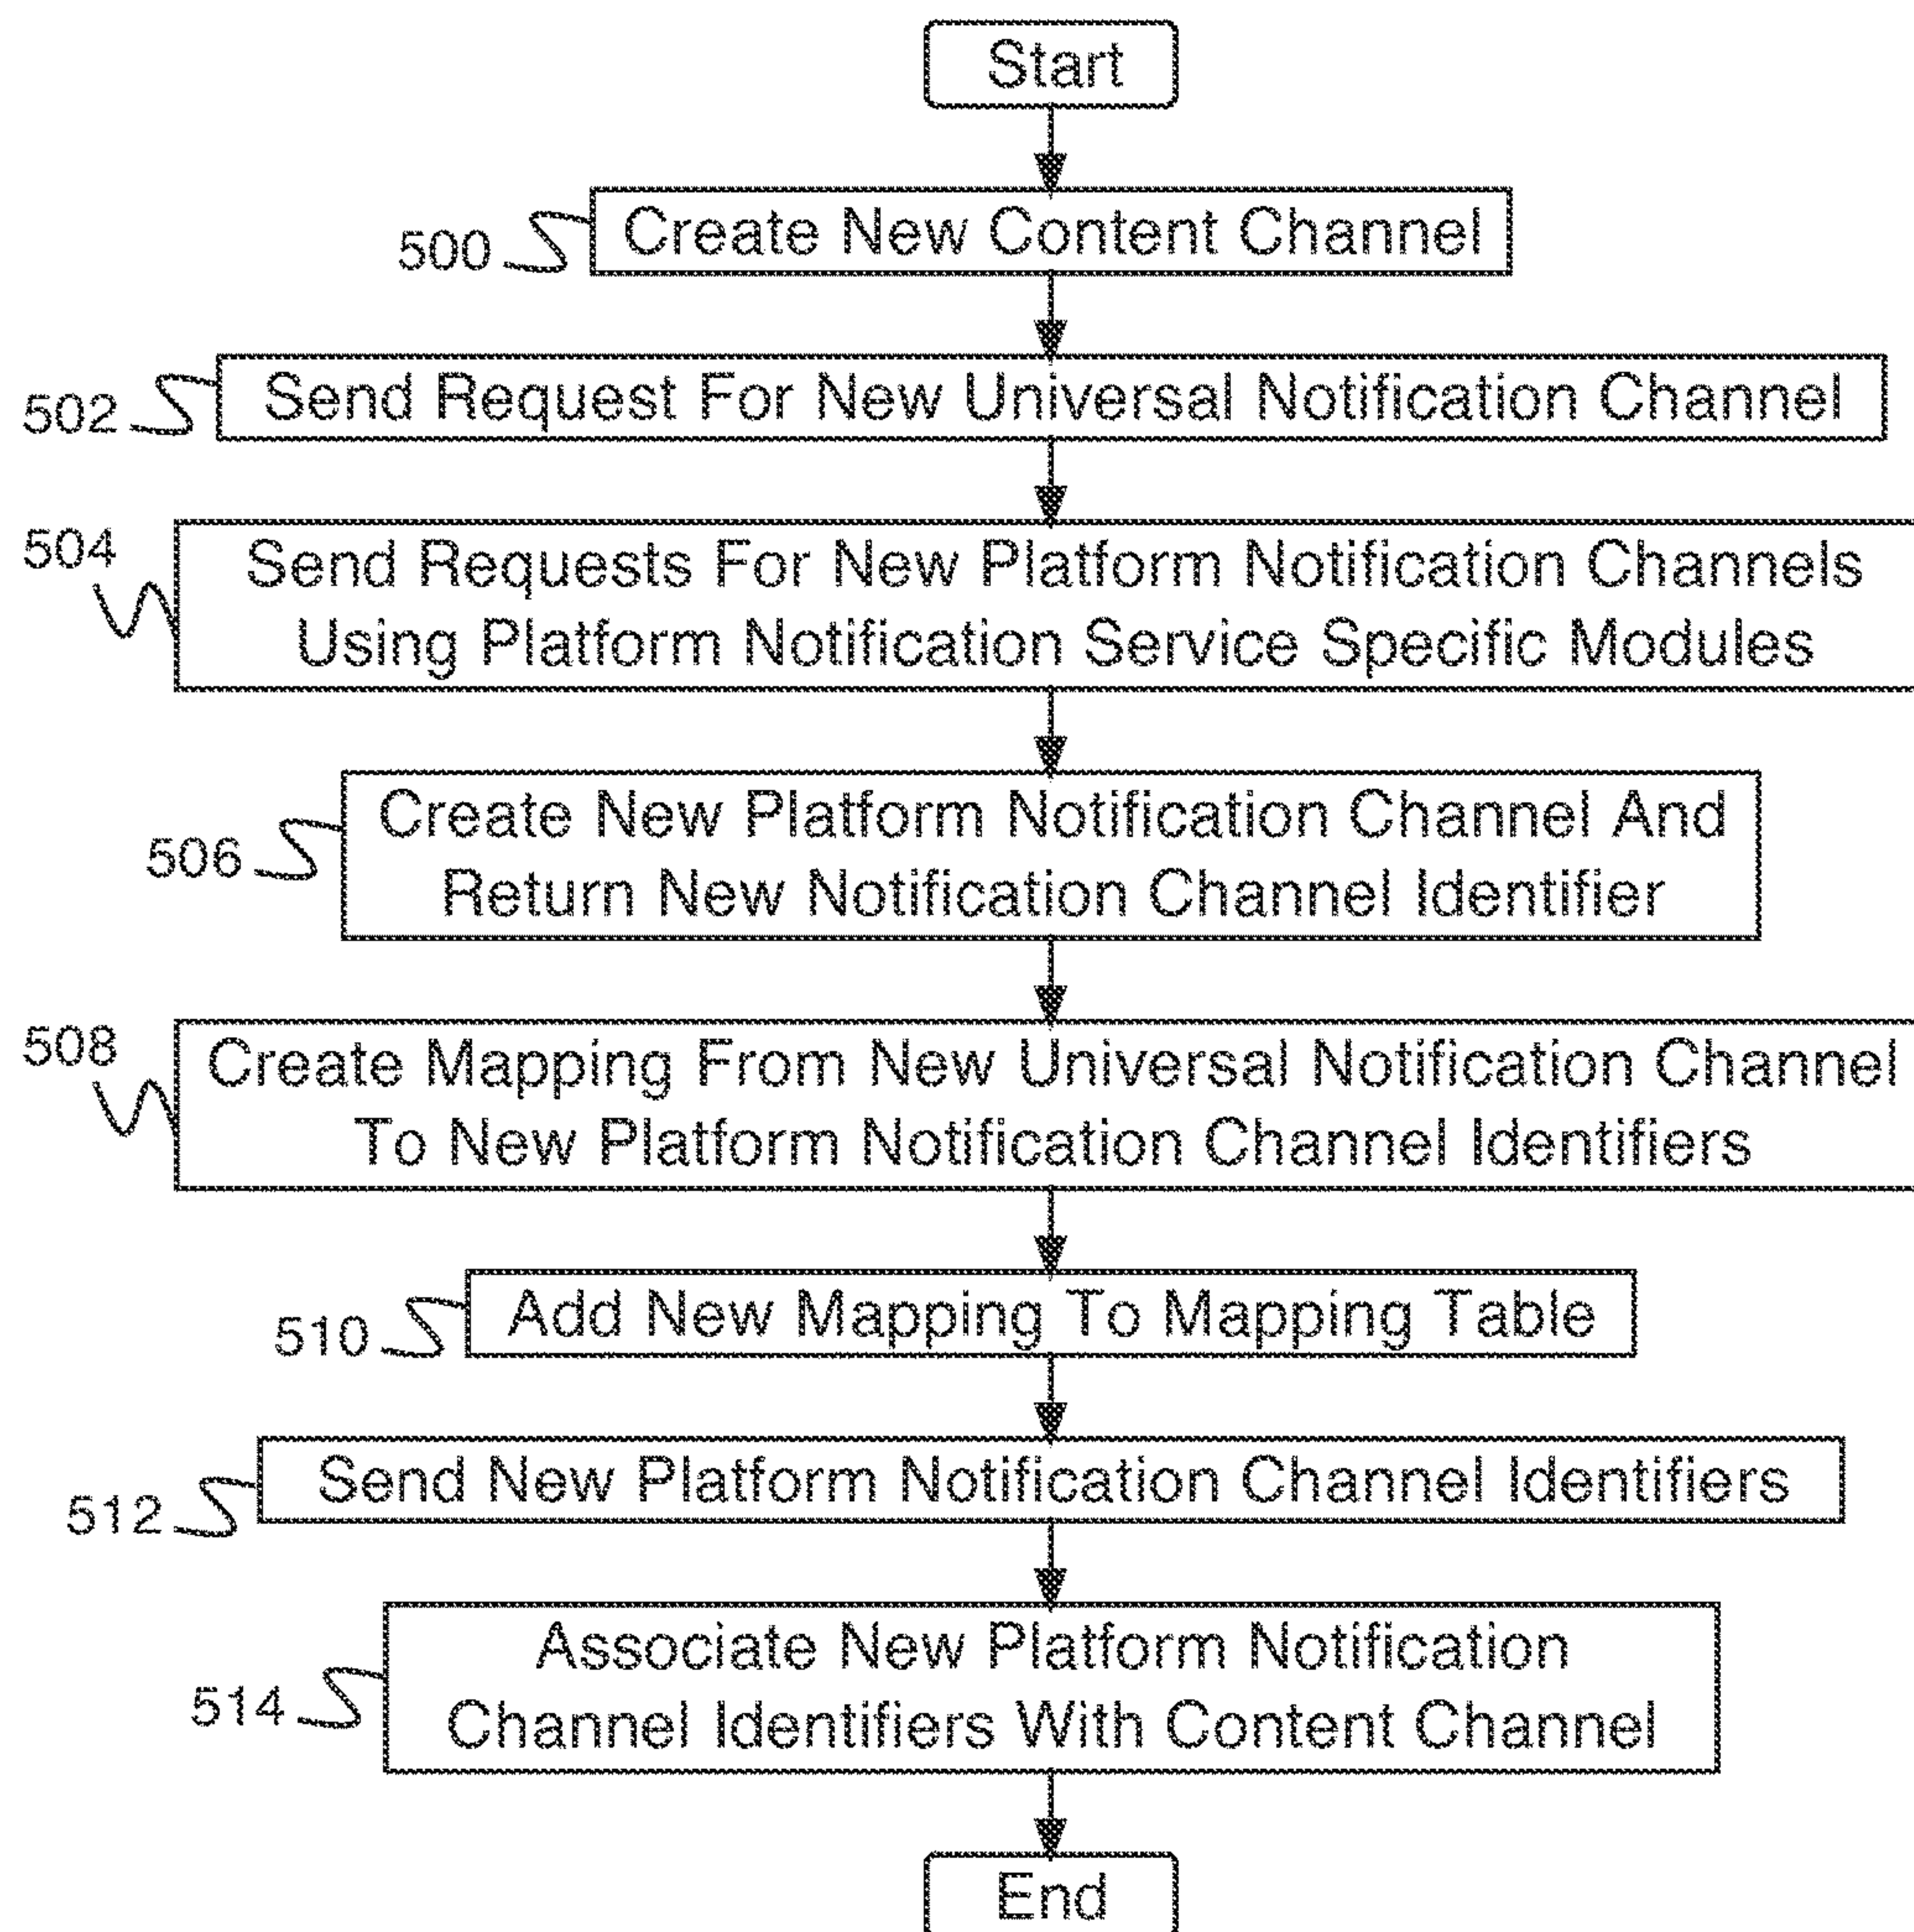 Start
500
Create New Content Channel
502
Send Request For New Universal Notification Channel
504
Send Requests For New Platform Notification Channels
Using Platform Notification Service Specific Modules
506
Create New Platform Notification Channel And
Return New Notification Channel Identifier
508
Create Mapping From New Universal Notification Channel
To New Platform Notification Channel Identifiers
510
Add New Mapping To Mapping Table
512
Send New Platform Notification Channel Identifiers
514
Associate New Platform Notification
Channel Identifiers With Content Channel
End